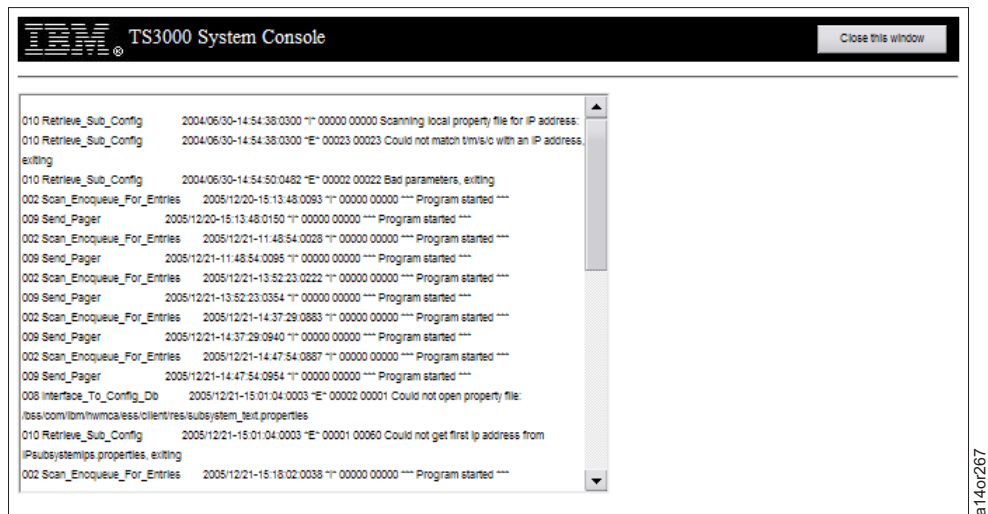 IBM® TS3000 System Console
Close this window
010 Retrieve_Sub_Config 2004/06/30-14:54:38:0300 "I" 00000 00000 Scanning local property file for IP address:
010 Retrieve_Sub_Config 2004/06/30-14:54:38:0300 "E" 00023 00023 Could not match t/m/s/c with an IP address,
exiting
010 Retrieve_Sub_Config 2004/06/30-14:54:50:0482 "E" 00002 00022 Bad parameters, exiting
002 Scan_Enoqueue_For_Entries 2005/12/20-15:13:48:0093 "I" 00000 00000 *** Program started ***
009 Send_Pager 2005/12/20-15:13:48:0150 "I" 00000 00000 *** Program started ***
002 Scan_Enoqueue_For_Entries 2005/12/21-11:48:54:0028 "I" 00000 00000 *** Program started ***
009 Send_Pager 2005/12/21-11:48:54:0095 "I" 00000 00000 *** Program started ***
002 Scan_Enoqueue_For_Entries 2005/12/21-13:52:23:0222 "I" 00000 00000 *** Program started ***
009 Send_Pager 2005/12/21-13:52:23:0354 "I" 00000 00000 *** Program started ***
002 Scan_Enoqueue_For_Entries 2005/12/21-14:37:29:0883 "I" 00000 00000 *** Program started ***
009 Send_Pager 2005/12/21-14:37:29:0940 "I" 00000 00000 *** Program started ***
002 Scan_Enoqueue_For_Entries 2005/12/21-14:47:54:0887 "I" 00000 00000 *** Program started ***
009 Send_Pager 2005/12/21-14:47:54:0954 "I" 00000 00000 *** Program started ***
008 Interface_To_Config_Db 2005/12/21-15:01:04:0003 "E" 00002 00001 Could not open property file:
/bss/com/ibm/hwmca/ess/client/res/subsystem_text.properties
010 Retrieve_Sub_Config 2005/12/21-15:01:04:0003 "E" 00001 00060 Could not get first ip address from
IPsubsystemips.properties, exiting
002 Scan_Enoqueue_For_Entries 2005/12/21-15:18:02:0038 "I" 00000 00000 *** Program started ***
a14or267